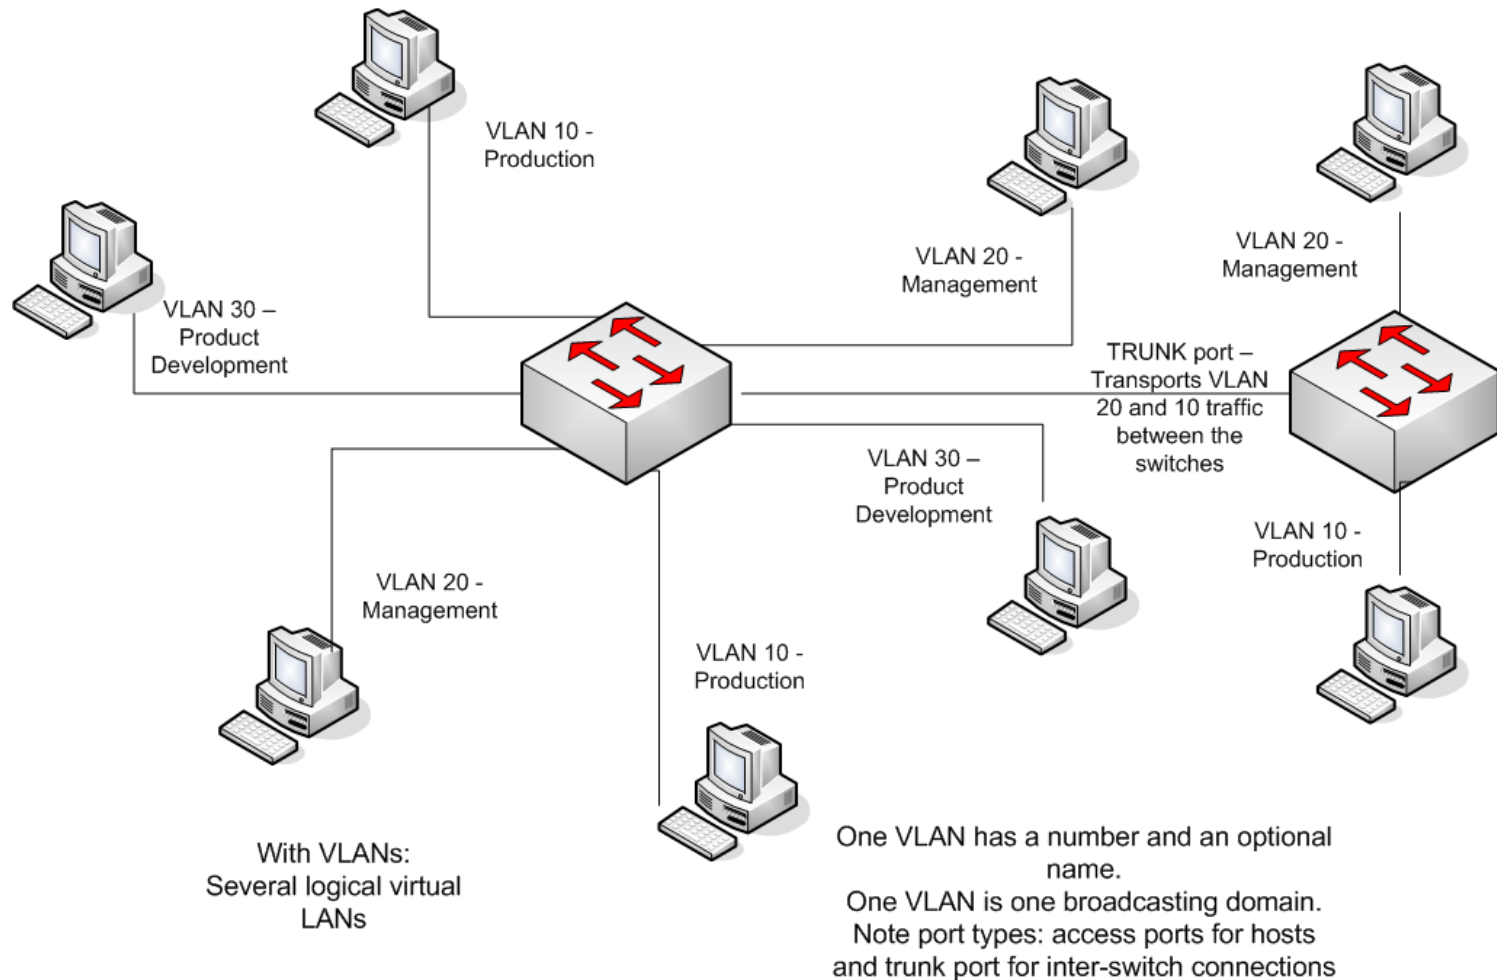 VLAN 10 -
Production
VLAN 20 -
Management
VLAN 20 -
Management
VLAN 30 –
Product
Development
TRUNK port –
Transports VLAN
20 and 10 traffic
between the
switches
VLAN 30 –
Product
Development
VLAN 10 -
Production
VLAN 20 -
Management
VLAN 10 -
Production
With VLANs:
Several logical virtual
LANs
One VLAN has a number and an optional
name.
One VLAN is one broadcasting domain.
Note port types: access ports for hosts
and trunk port for inter-switch connections